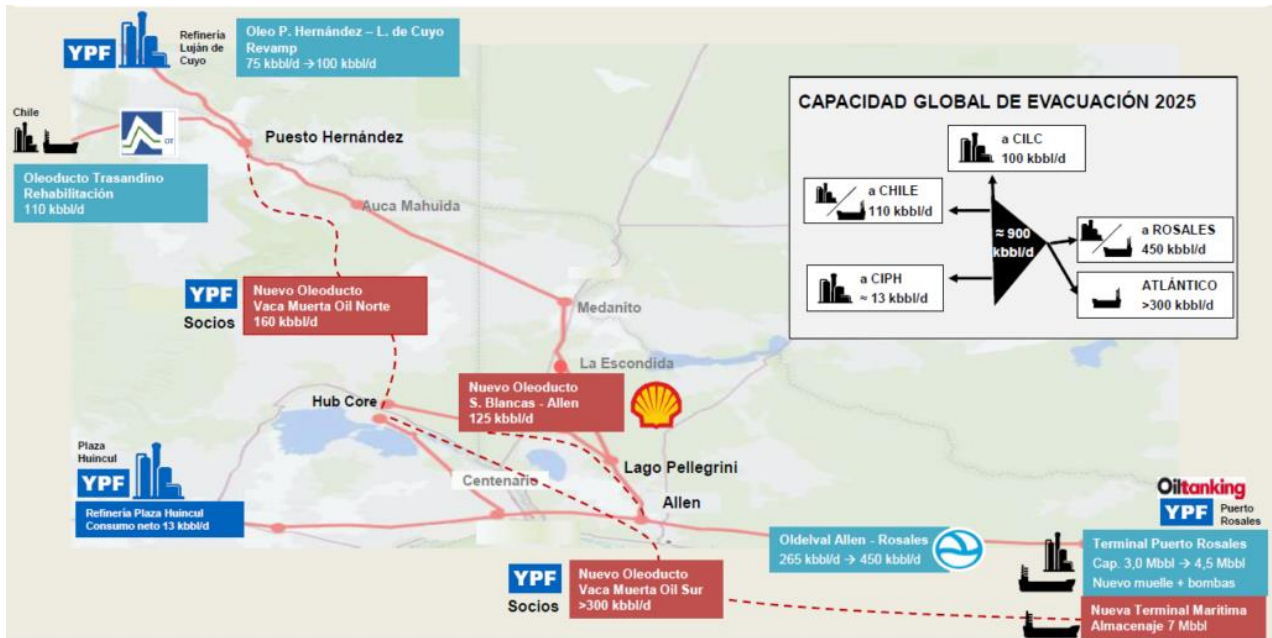 YPF
Refinería
Luján de
Cuyo
Oleo P. Hernández – L. de Cuyo
Revamp
75 kbbl/d → 100 kbbl/d
Chile
Oleoducto Trasandino
Rehabilitación
110 kbbl/d
Puesto Hernández
Auca Mahuida
CAPACIDAD GLOBAL DE EVACUACIÓN 2025
a CILC
100 kbbl/d
a CHILE
110 kbbl/d
≈ 900
kbbl/d
a ROSALES
450 kbbl/d
a CIPH
≈ 13 kbbl/d
ATLÁNTICO
>300 kbbl/d
YPF
Socios
Nuevo Oleoducto
Vaca Muerta Oil Norte
160 kbbl/d
Medanito
La Escondida
Nuevo Oleoducto
S. Blancas - Allen
125 kbbl/d
Hub Core
Plaza
Huincul
YPF
Refinería Plaza Huincul
Consumo neto 13 kbbl/d
Centenario
Lago Pellegrini
Allen
Oiltanking
YPF
Puerto
Rosales
Oldelval Allen - Rosales
265 kbbl/d → 450 kbbl/d
Terminal Puerto Rosales
Cap. 3,0 Mbbl → 4,5 Mbbl
Nuevo muelle + bombas
YPF
Socios
Nuevo Oleoducto
Vaca Muerta Oil Sur
>300 kbbl/d
Nueva Terminal Marítima
Almacenaje 7 Mbbl